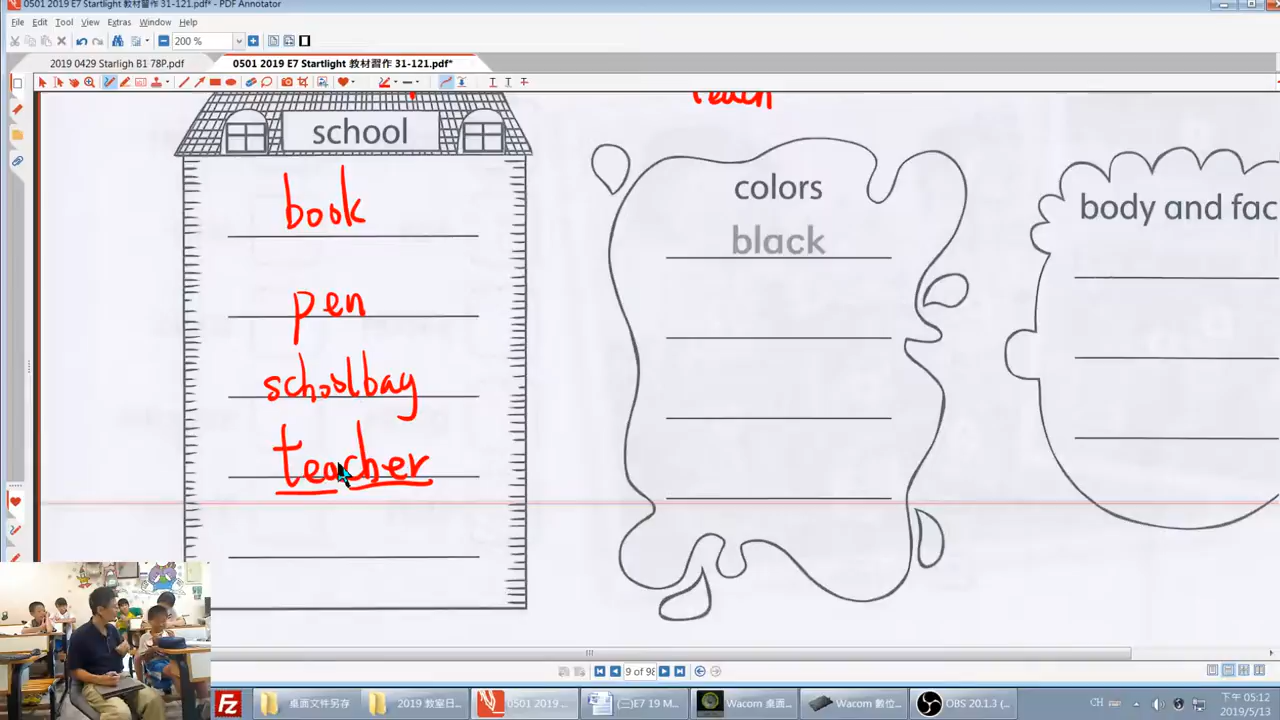 0501 2019 E7 Startlight 教材習作 31-121.pdf* - PDF Annotator
File Edit Tool View Extras Window Help
200 %
2019 0429 Starligh B1 78P.pdf
0501 2019 E7 Startlight 教材習作 31-121.pdf*
Teach
school
book
pen
schoolbag
teacher
colors
black
body and fac
9 of 98
桌面文件另存
2019 教室日...
0501 2019 ...
(三)E7 19 M...
Wacom 桌面...
Wacom 數位...
OBS 20.1.3 (...
CH
下午 05:12
2019/5/13